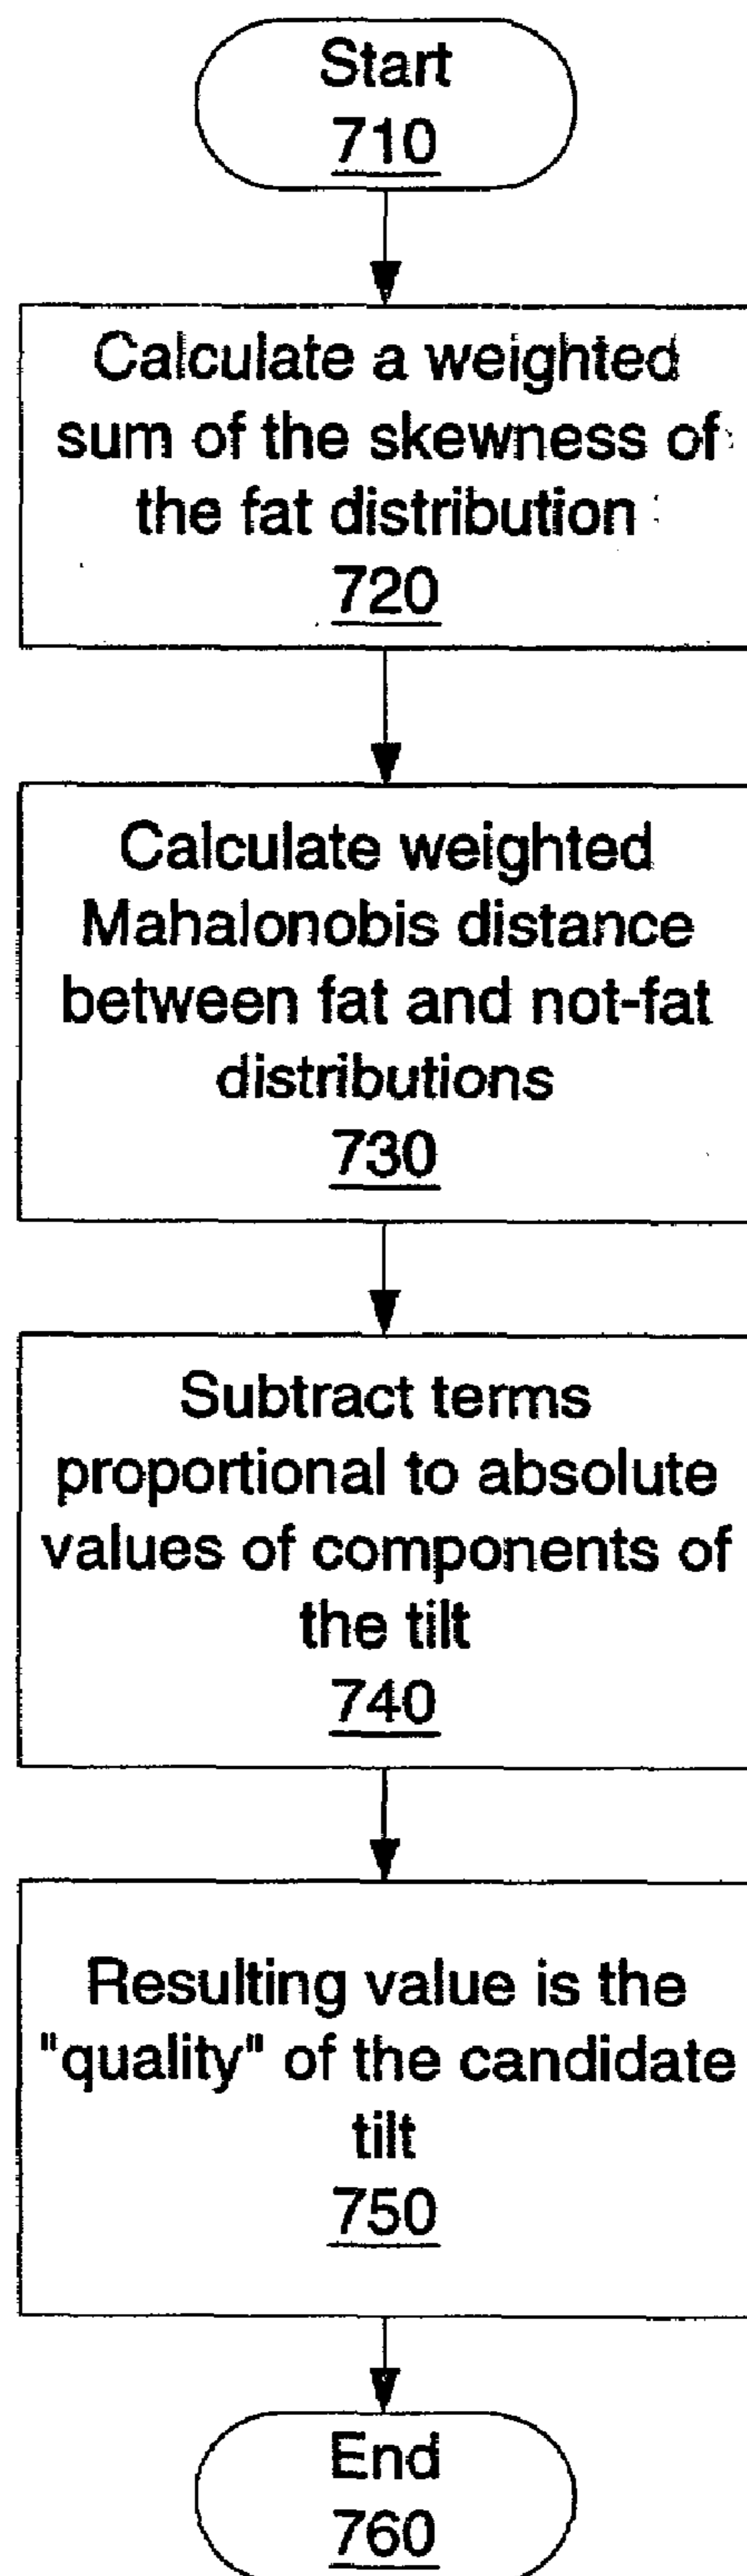 Start
710
Calculate a weighted
sum of the skewness of
the fat distribution
720
Calculate weighted
Mahalonobis distance
between fat and not-fat
distributions
730
Subtract terms
proportional to absolute
values of components of
the tilt
740
Resulting value is the
"quality" of the candidate
tilt
750
End
760